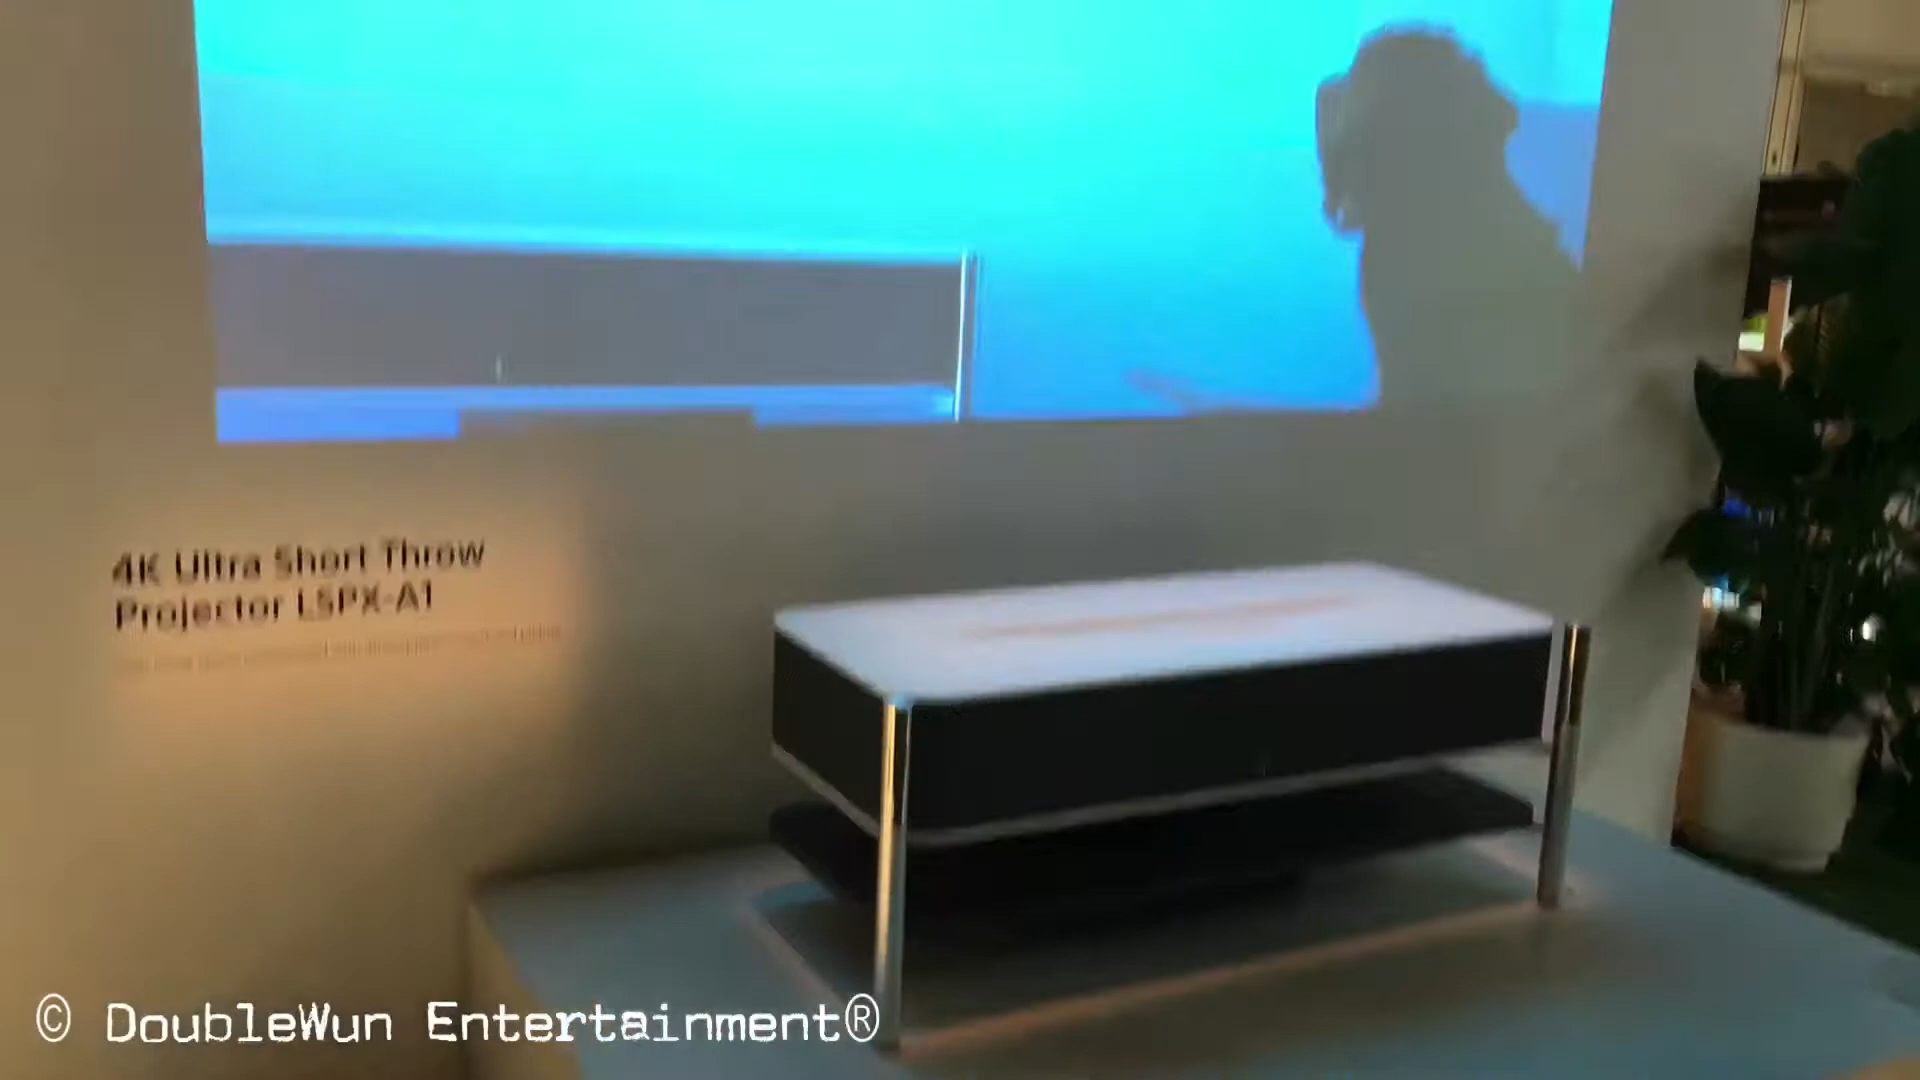 4K Ultra Short Throw
Projector LSPX-A1
© DoubleWun Entertainment®